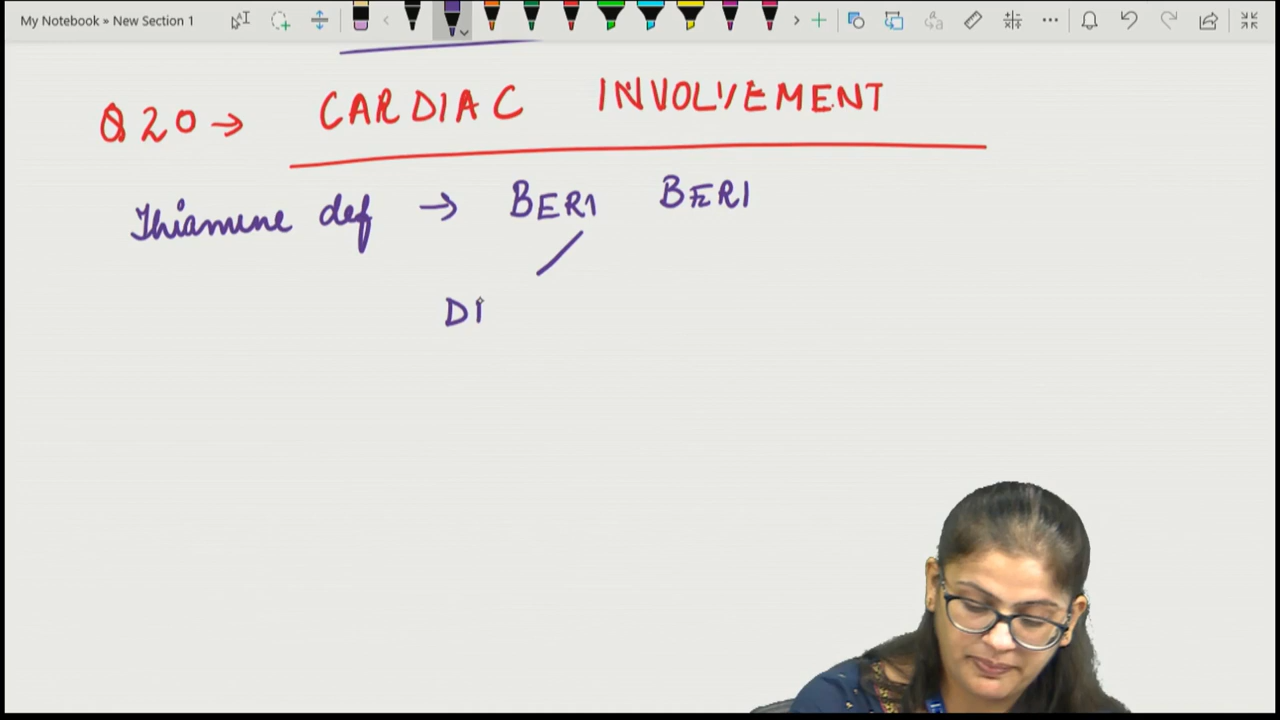 My Notebook » New Section 1
Q20→ CARDIAC INVOLVEMENT
Thiamine def → BERI BERI
DI